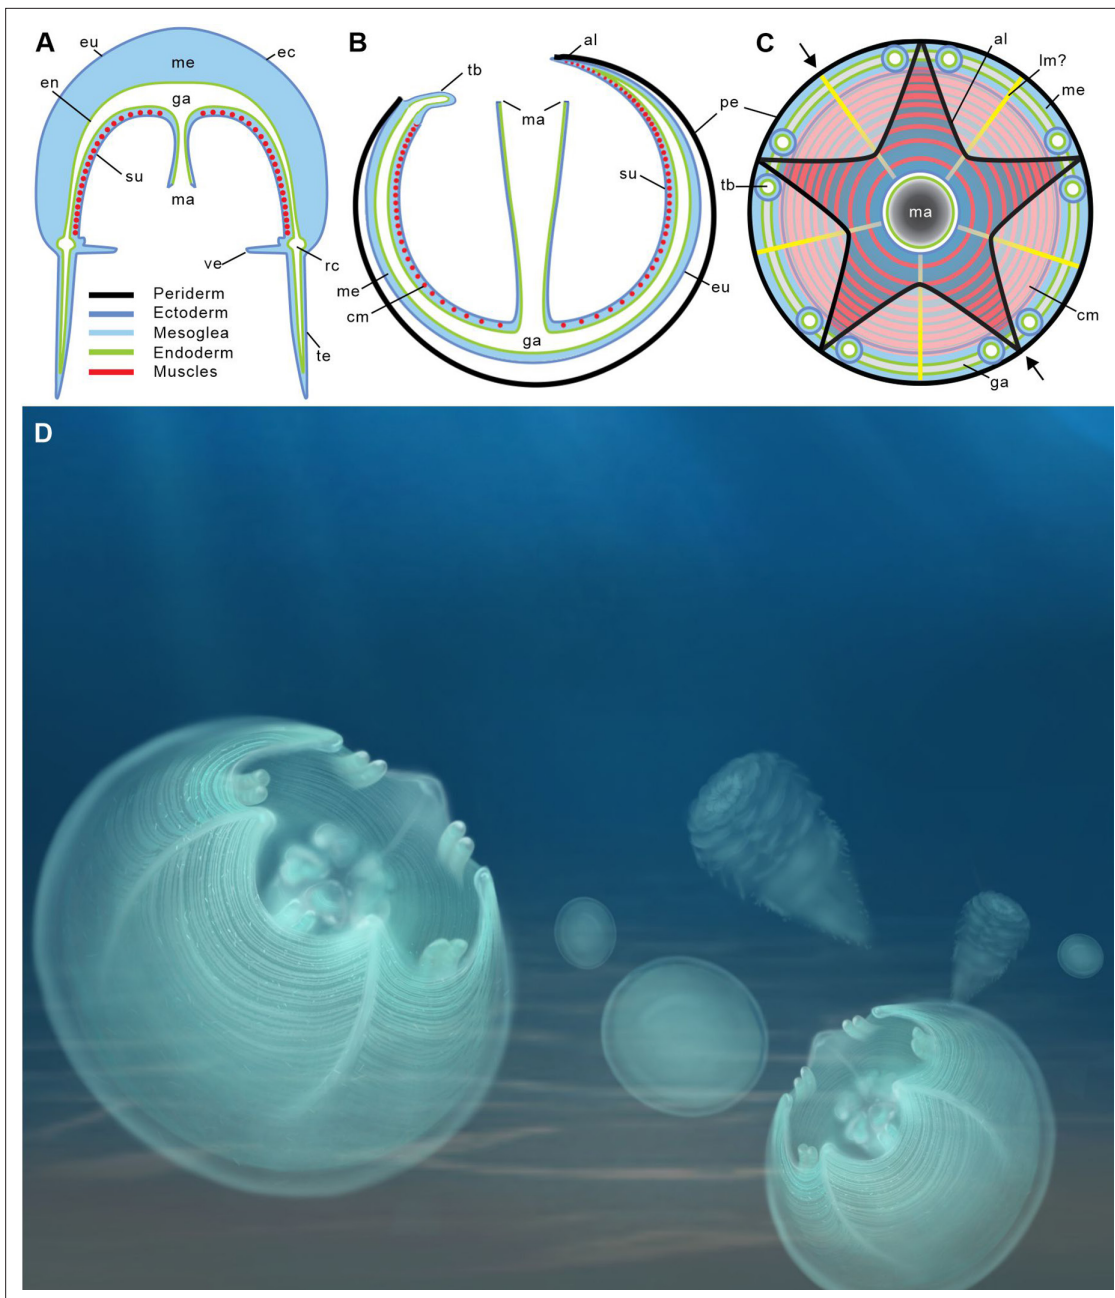 A
eu
ec
me
en
ga
su
ma
ve
rc
te
Periderm
Ectoderm
Mesoglea
Endoderm
Muscles
B
al
tb
ma
su
me
cm
ga
eu
pe
C
al
lm?
me
tb
ma
cm
ga
D